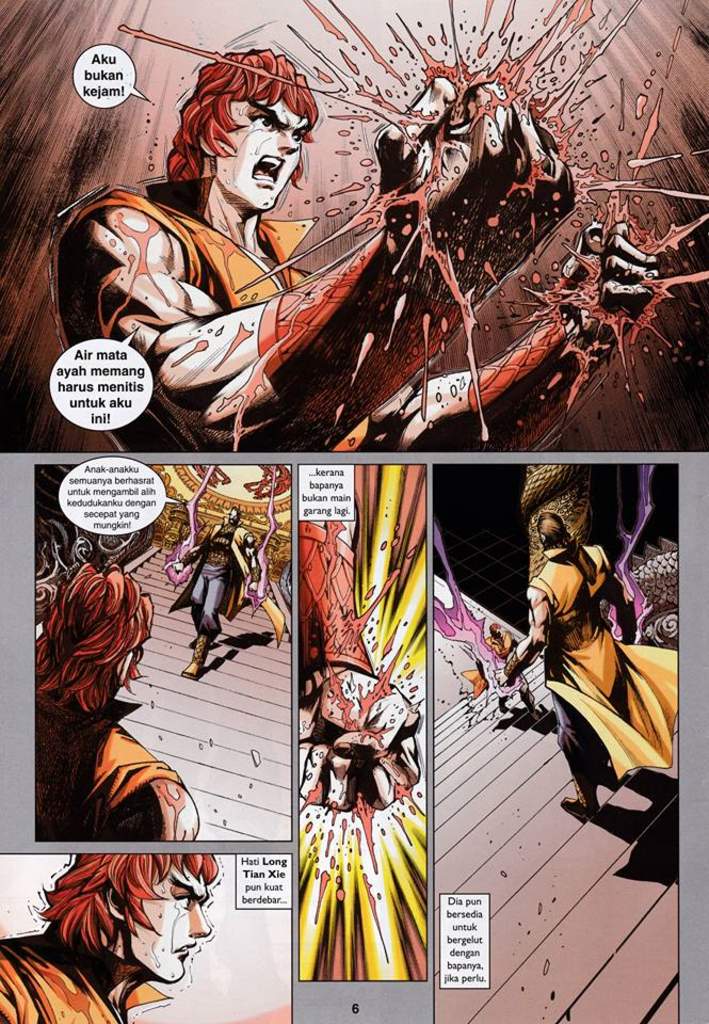 Aku
bukan
kejam!
Air mata
ayah memang
harus menitis
untuk aku
ini!
Anak-anakku
semuanya berhasrat
untuk mengambil alih
kedudukanku dengan
secepat yang
mungkin!
Hati Long
Tian Xie
pun kuat
berdebar...
...kerana
bapanya
bukan main
garang lagi.
Dia pun
bersedia
untuk
bergelut
dengan
bapanya,
jika perlu.
6